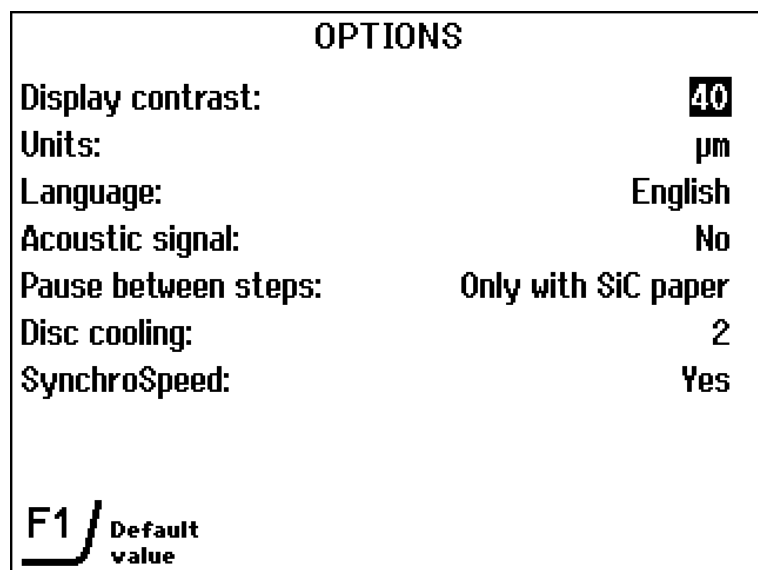 OPTIONS
Display contrast: 40
Units: µm
Language: English
Acoustic signal: No
Pause between steps: Only with SiC paper
Disc cooling: 2
SynchroSpeed: Yes
F1 Default
value